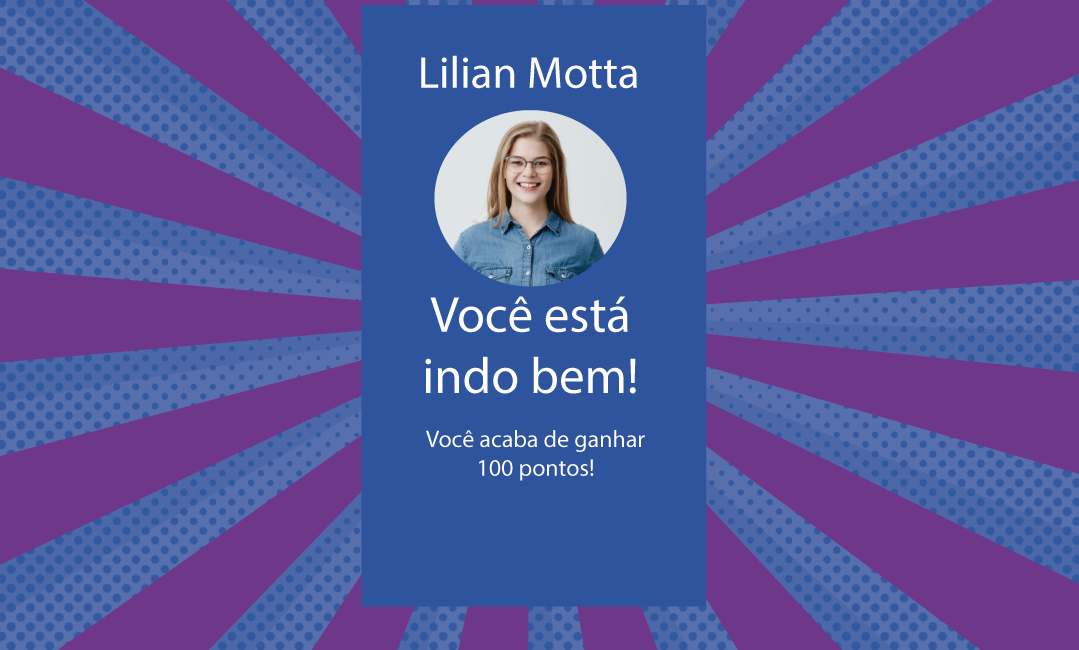 Lilian Motta
Você está
indo bem!
Você acaba de ganhar
100 pontos!